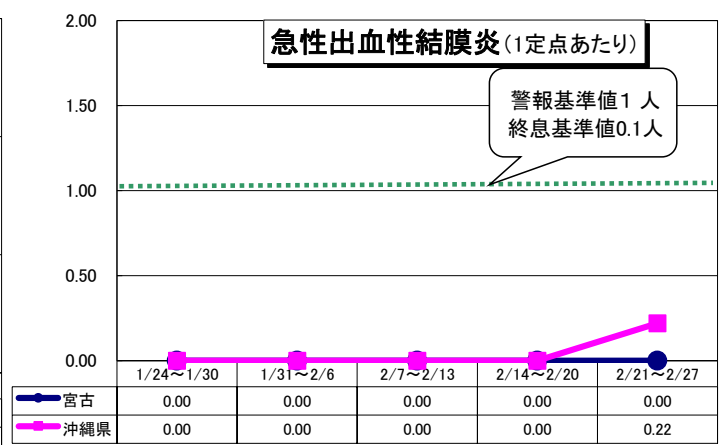 急性出血性結膜炎(1定点あたり)
警報基準値1 人
終息基準値0.1人
2.00
1.50
1.00
0.50
0.00
1/24～1/30 1/31～2/6 2/7～2/13 2/14～2/20 2/21～2/27
宮古 0.00 0.00 0.00 0.00 0.00
沖縄県 0.00 0.00 0.00 0.00 0.22